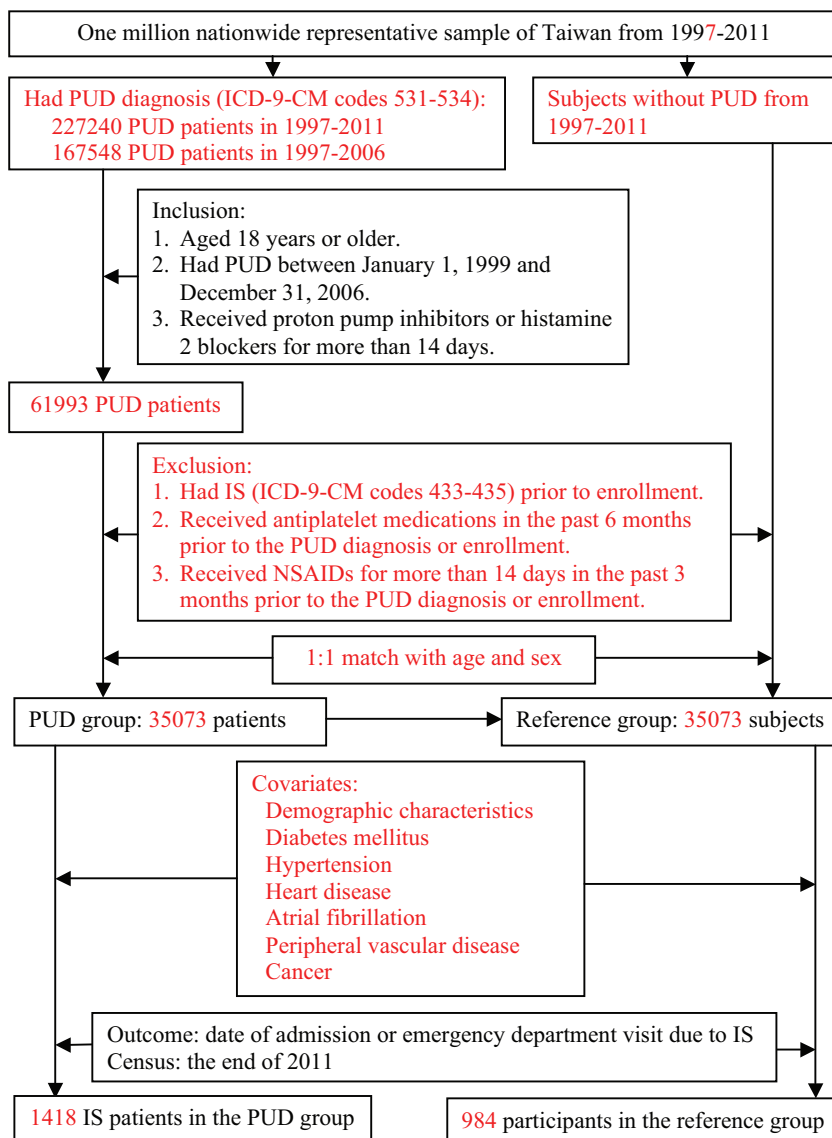 One million nationwide representative sample of Taiwan from 1997-2011
Had PUD diagnosis (ICD-9-CM codes 531-534):
227240 PUD patients in 1997-2011
167548 PUD patients in 1997-2006
Subjects without PUD from
1997-2011
Inclusion:
1. Aged 18 years or older.
2. Had PUD between January 1, 1999 and
December 31, 2006.
3. Received proton pump inhibitors or histamine
2 blockers for more than 14 days.
61993 PUD patients
Exclusion:
1. Had IS (ICD-9-CM codes 433-435) prior to enrollment.
2. Received antiplatelet medications in the past 6 months
prior to the PUD diagnosis or enrollment.
3. Received NSAIDs for more than 14 days in the past 3
months prior to the PUD diagnosis or enrollment.
1:1 match with age and sex
PUD group: 35073 patients
Reference group: 35073 subjects
Covariates:
Demographic characteristics
Diabetes mellitus
Hypertension
Heart disease
Atrial fibrillation
Peripheral vascular disease
Cancer
Outcome: date of admission or emergency department visit due to IS
Census: the end of 2011
1418 IS patients in the PUD group
984 participants in the reference group